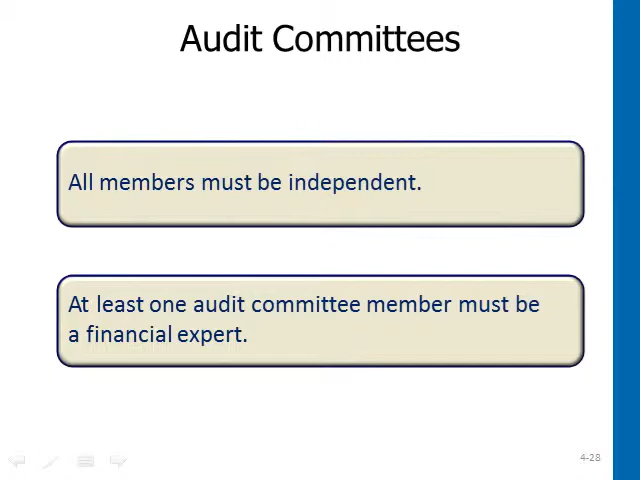 Audit Committees
All members must be independent.
At least one audit committee member must be
a financial expert.
4-28